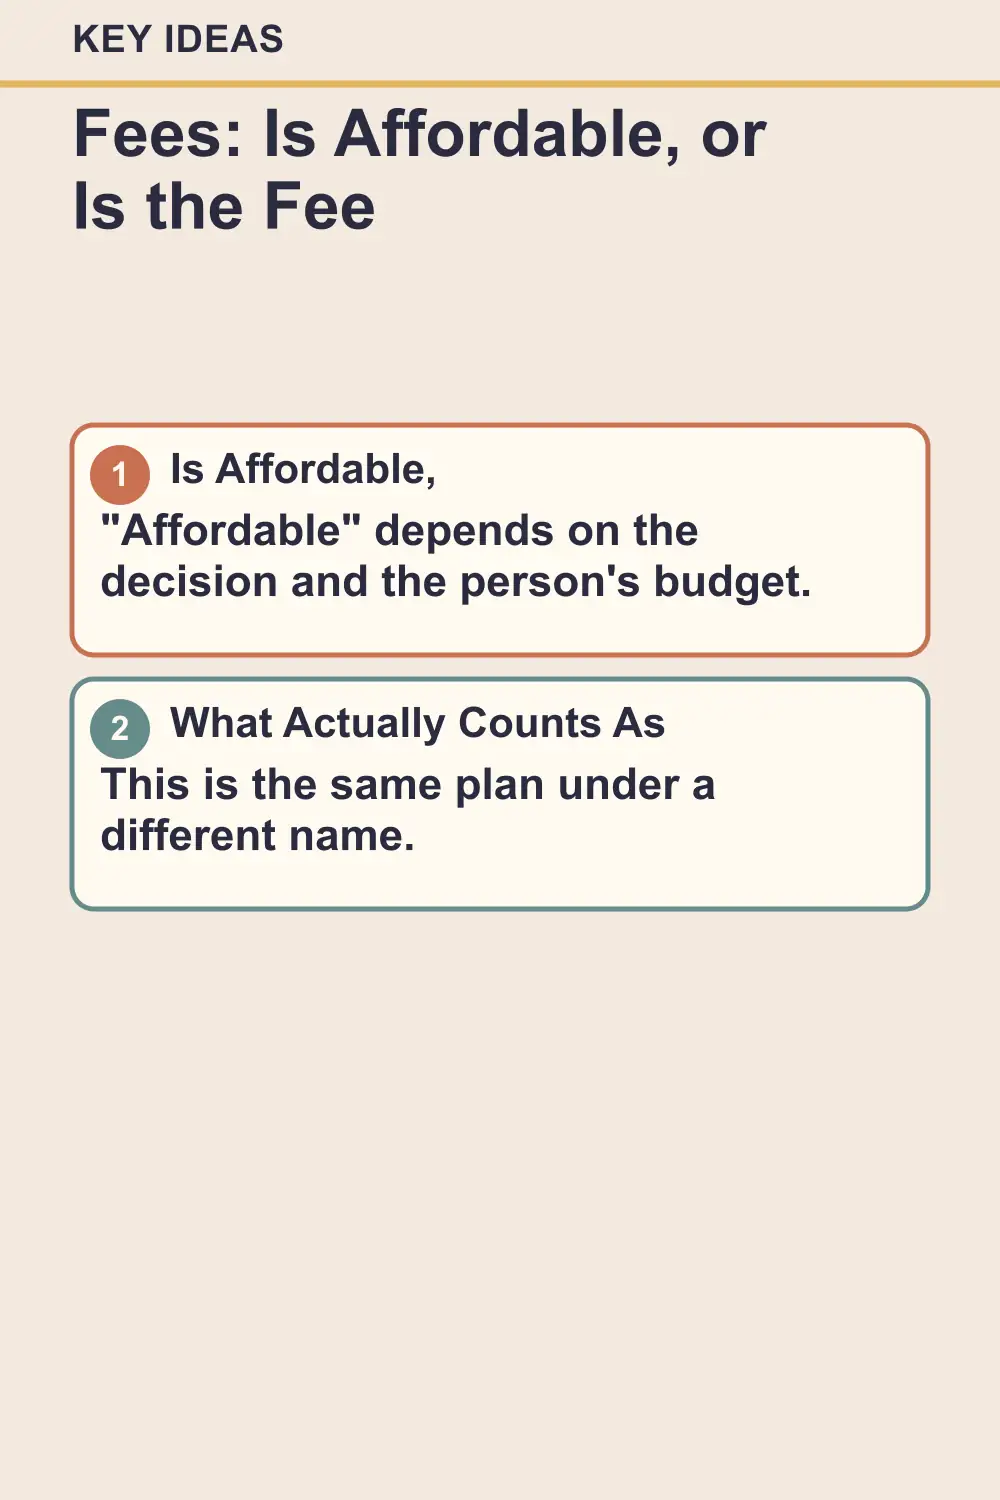 KEY IDEAS
Fees: Is Affordable, or
Is the Fee
1 Is Affordable,
"Affordable" depends on the
decision and the person's budget.
2 What Actually Counts As
This is the same plan under a
different name.